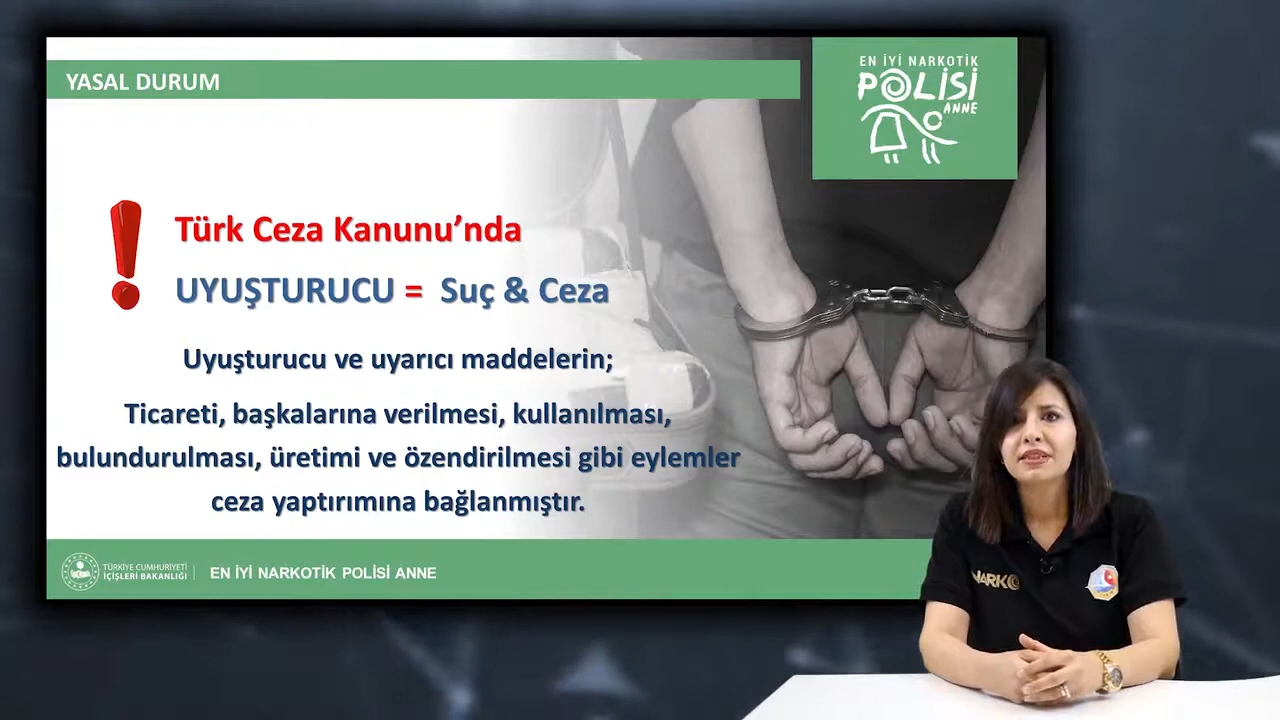 YASAL DURUM
EN İYİ NARKOTİK
POLİSİ
ANNE
Türk Ceza Kanunu’nda
UYUŞTURUCU = Suç & Ceza
Uyuşturucu ve uyarıcı maddelerin;
Ticareti, başkalarına verilmesi, kullanılması,
bulundurulması, üretimi ve özendirilmesi gibi eylemler
ceza yaptırımına bağlanmıştır.
TÜRKİYE CUMHURİYETİ
İÇİŞLERİ BAKANLIĞI
EN İYİ NARKOTİK POLİSİ ANNE
NARKO